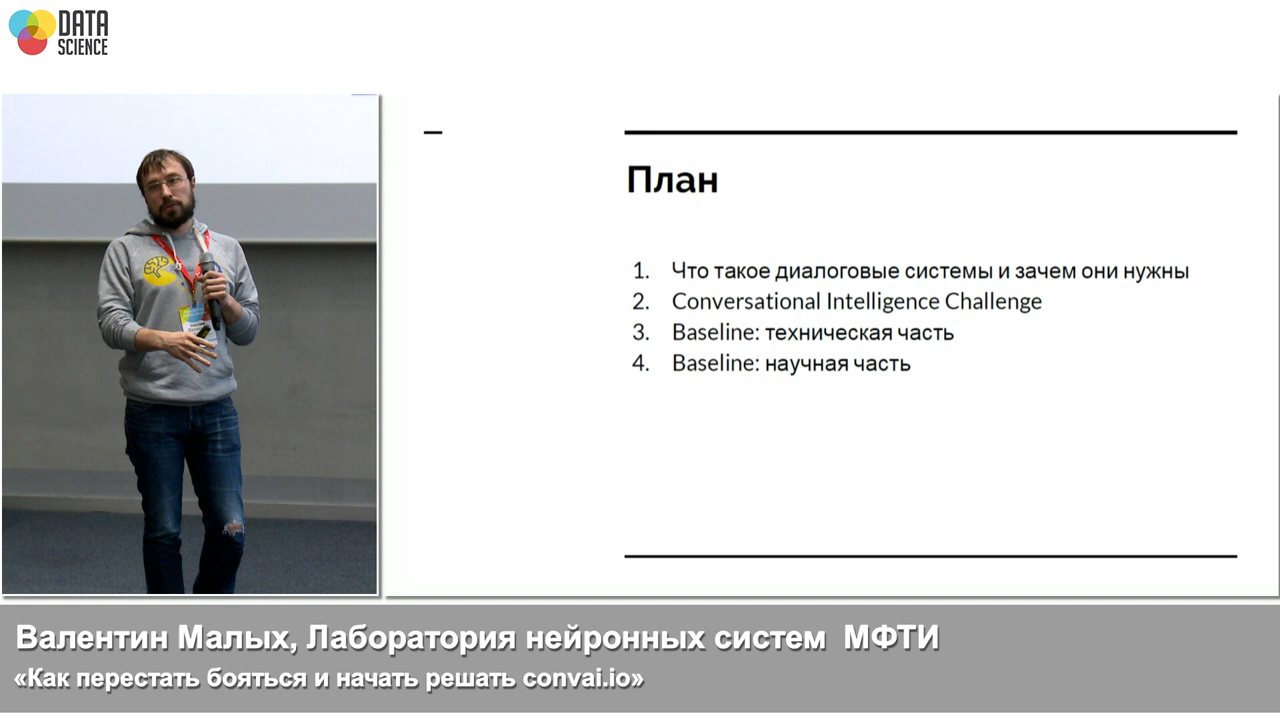 DATA
SCIENCE
План
1. Что такое диалоговые системы и зачем они нужны
2. Conversational Intelligence Challenge
3. Baseline: техническая часть
4. Baseline: научная часть
Валентин Малых, Лаборатория нейронных систем МФТИ
«Как перестать бояться и начать решать convai.io»